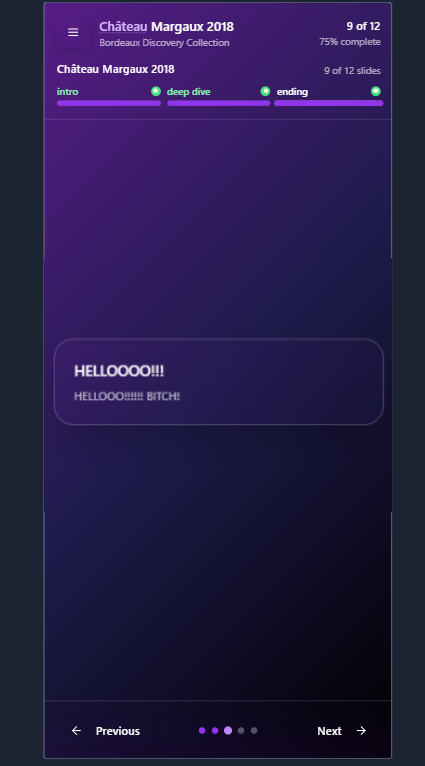 Château Margaux 2018
9 of 12
Bordeaux Discovery Collection
75% complete
Château Margaux 2018
9 of 12 slides
intro
deep dive
ending
HELLOOOO!!!
HELLOOO!!!!!! BITCH!
Previous
Next